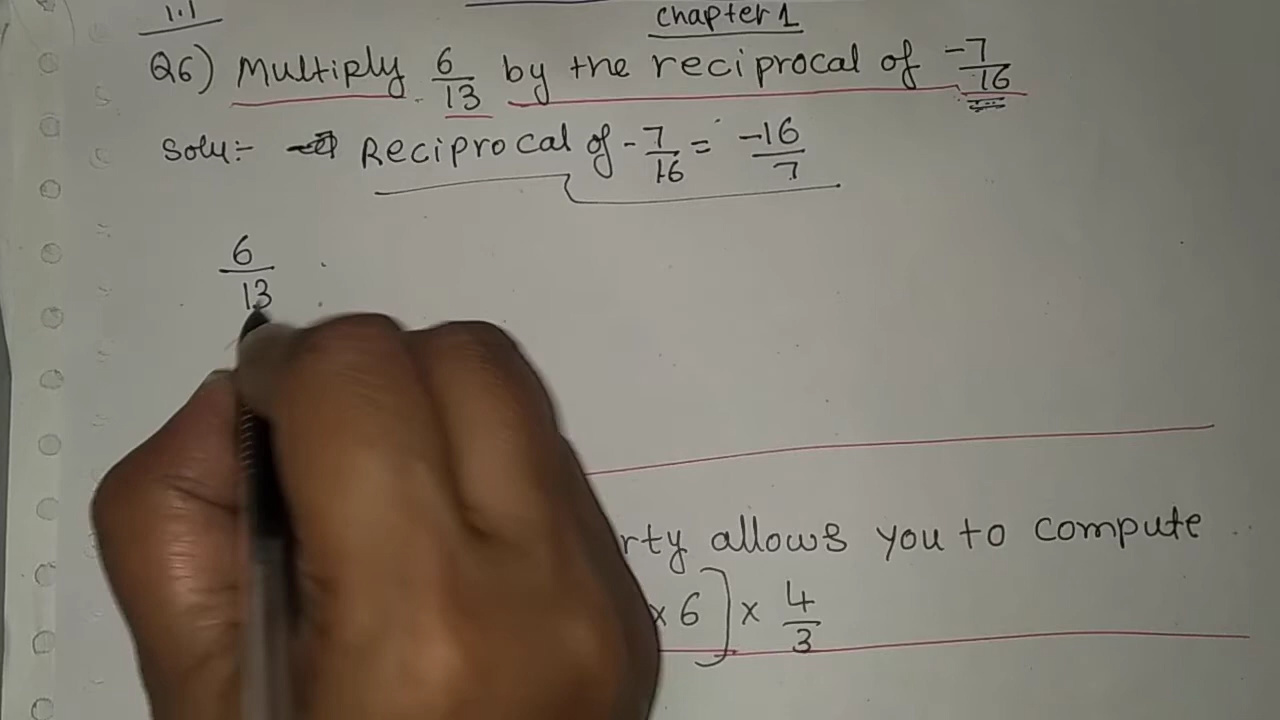 1.1
chapter 1
Q6) Multiply 6/13 by the reciprocal of -7/16
Solu:- Reciprocal of -7/16 = -16/7
6/13
rty allows you to compute
× 6] × 4/3